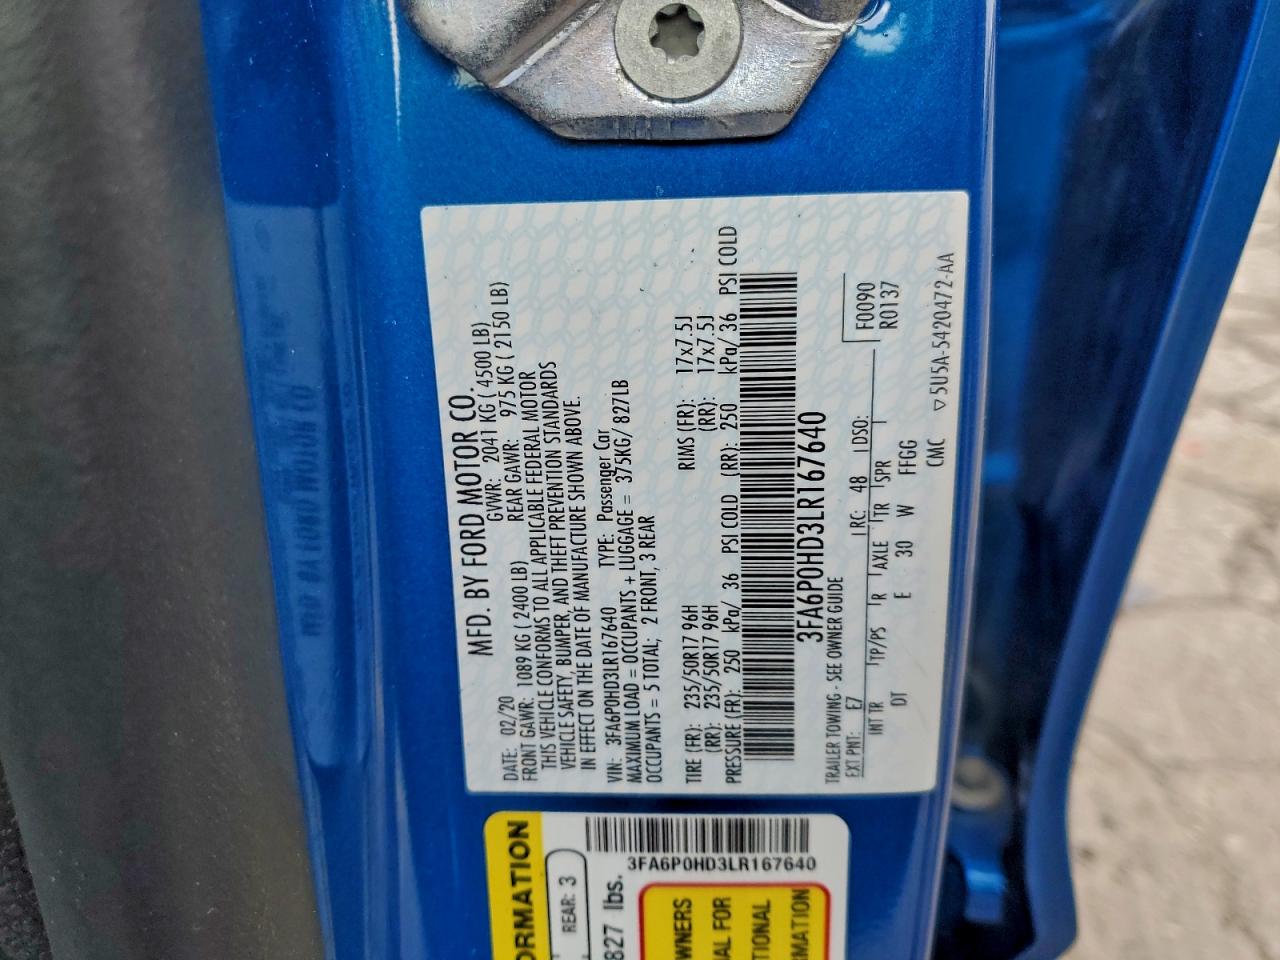 MFD. BY FORD MOTOR CO.
DATE: 02/20 GVWR: 2041 KG ( 4500 LB)
FRONT GAWR: 1089 KG ( 2400 LB) REAR GAWR: 975 KG ( 2150 LB)
THIS VEHICLE CONFORMS TO ALL APPLICABLE FEDERAL MOTOR
VEHICLE SAFETY, BUMPER, AND THEFT PREVENTION STANDARDS
IN EFFECT ON THE DATE OF MANUFACTURE SHOWN ABOVE.
VIN: 3FA6P0HD3LR167640 TYPE: Passenger Car
MAXIMUM LOAD = OCCUPANTS + LUGGAGE = 375KG/ 827LB
OCCUPANTS = 5 TOTAL; 2 FRONT, 3 REAR
TIRE (FR): 235/50R17 96H RIMS (FR): 17x7.5J
(RR): 235/50R17 96H (RR): 17x7.5J
PRESSURE (FR): 250 kPa/ 36 PSI COLD (RR): 250 kPa/ 36 PSI COLD
3FA6P0HD3LR167640
TRAILER TOWING - SEE OWNER GUIDE
F0090
EXT PNT: E7 RC: 48 DSO: R0137
INT TR TP/PS R AXLE TR SPR
DT E 30 W FFGG
CMC ▽ 5U5A-5420472-AA
3FA6P0HD3LR167640
ORMATION
REAR: 3
827 lbs.
WNERS
AL FOR
TIONAL
MATION